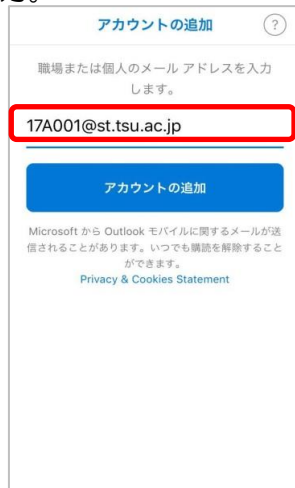 アカウントの追加 ?
職場または個人のメール アドレスを入力
します。
17A001@st.tsu.ac.jp
アカウントの追加
Microsoft から Outlook モバイルに関するメールが送
信されることがあります。いつでも購読を解除すること
ができます。
Privacy & Cookies Statement